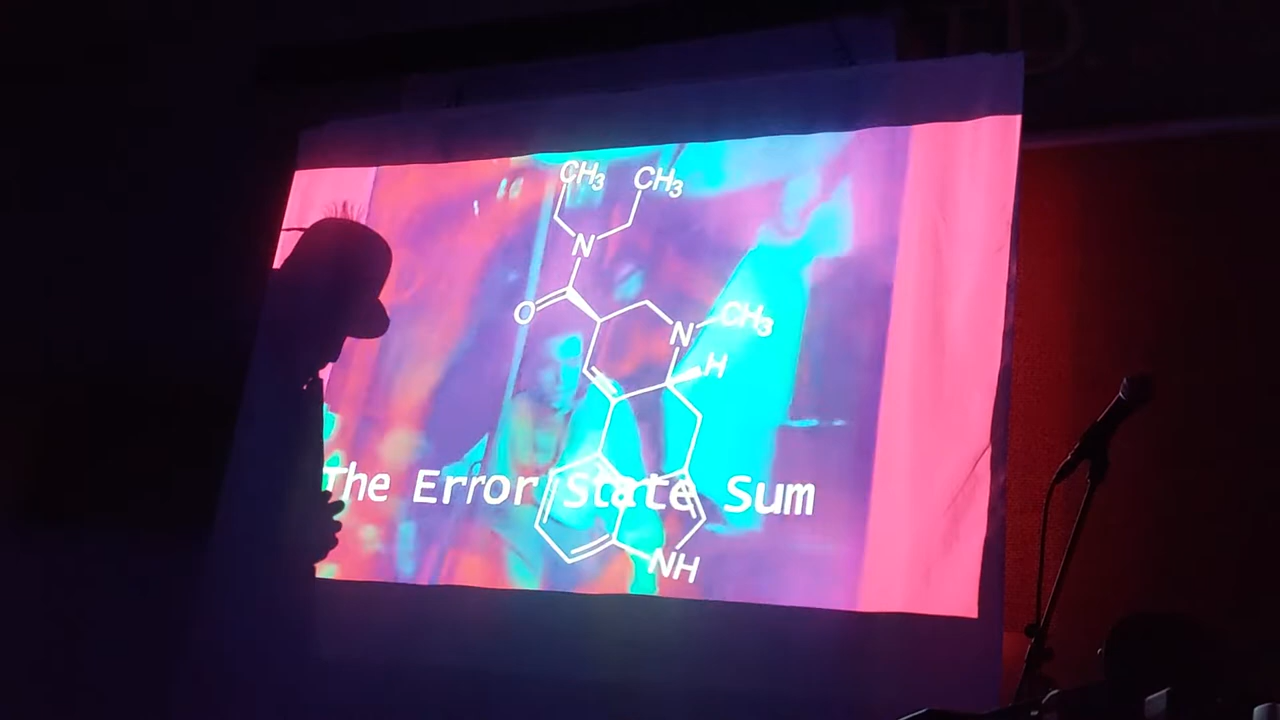 CH3 CH3
N
O
N CH3
H
The Error State Sum
NH